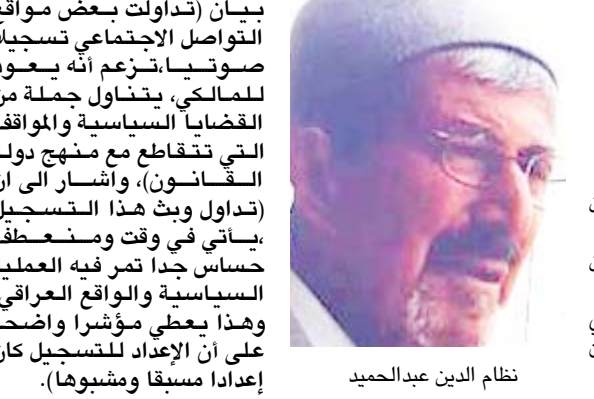 بيان (تداولت بعض مواقع
التواصل الاجتماعي تسجيلا
صوتيا،تزعم أنه يعود
للمالكي، يتناول جملة من
القضايا السياسية والمواقف
التي تتقاطع مع منهج دولة
القانون)، واشار الى ان
(تداول وبث هذا التسجيل
،يأتي في وقت ومنعطف
حساس جدا تمر فيه العملية
السياسية والواقع العراقي
وهذا يعطي مؤشرا واضحا
على أن الإعداد للتسجيل كان
إعدادا مسبقا ومشبوها).
نظام الدين عبدالحميد